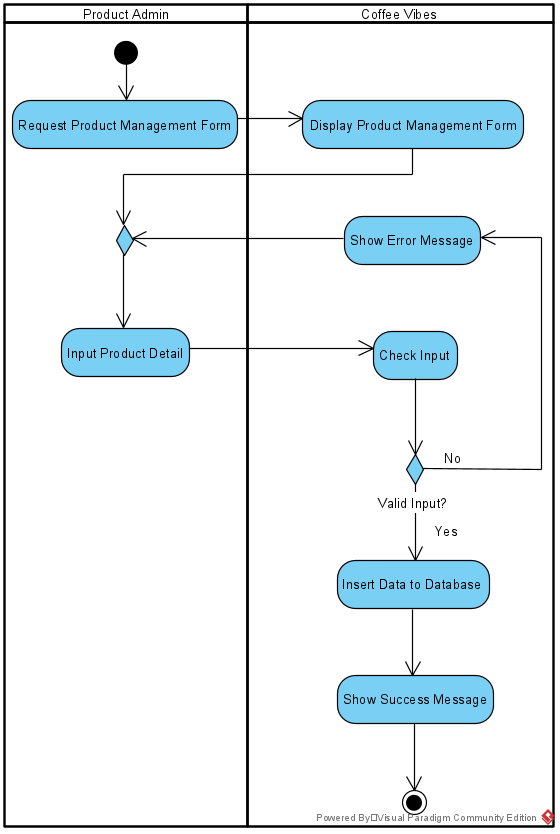 Product Admin
Coffee Vibes
Request Product Management Form
Display Product Management Form
Show Error Message
Input Product Detail
Check Input
No
Valid Input?
Yes
Insert Data to Database
Show Success Message
Powered By□Visual Paradigm Community Edition